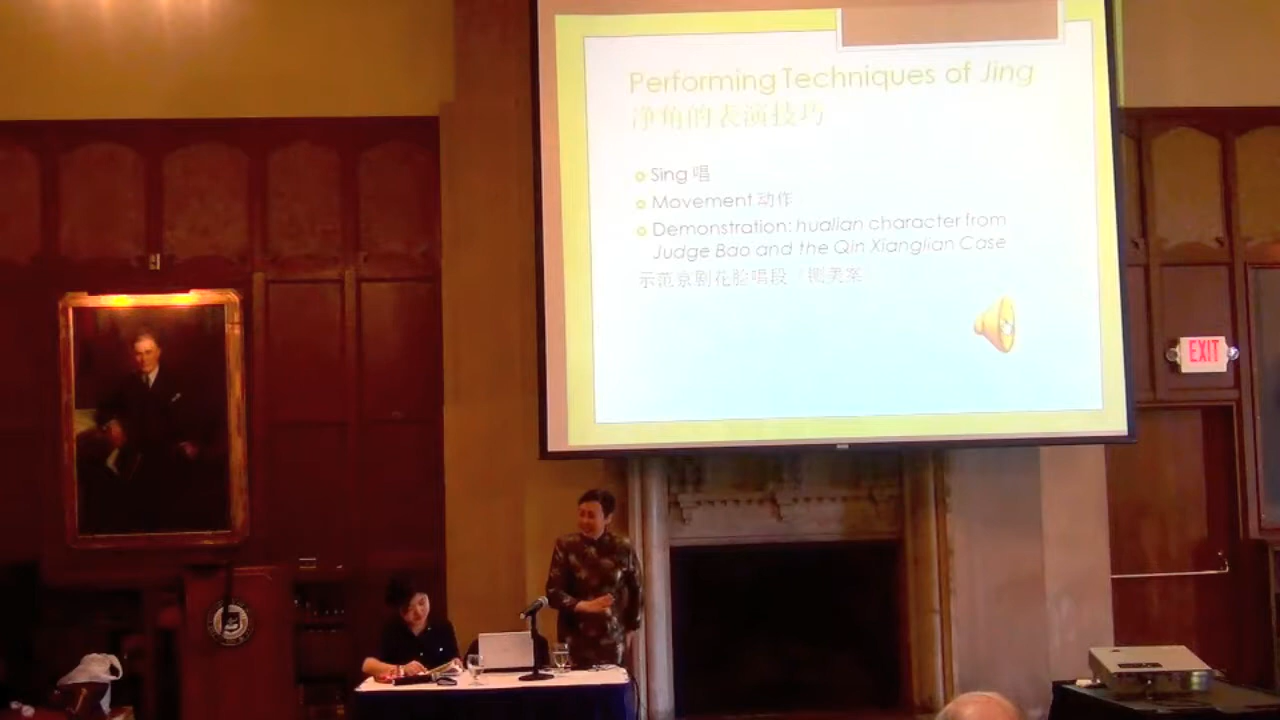 Performing Techniques of Jing
净角的表演技巧
Sing 唱
Movement 动作
Demonstration: hualian character from
Judge Bao and the Qin Xianglian Case
示范京剧花脸唱段《铡美案》
EXIT